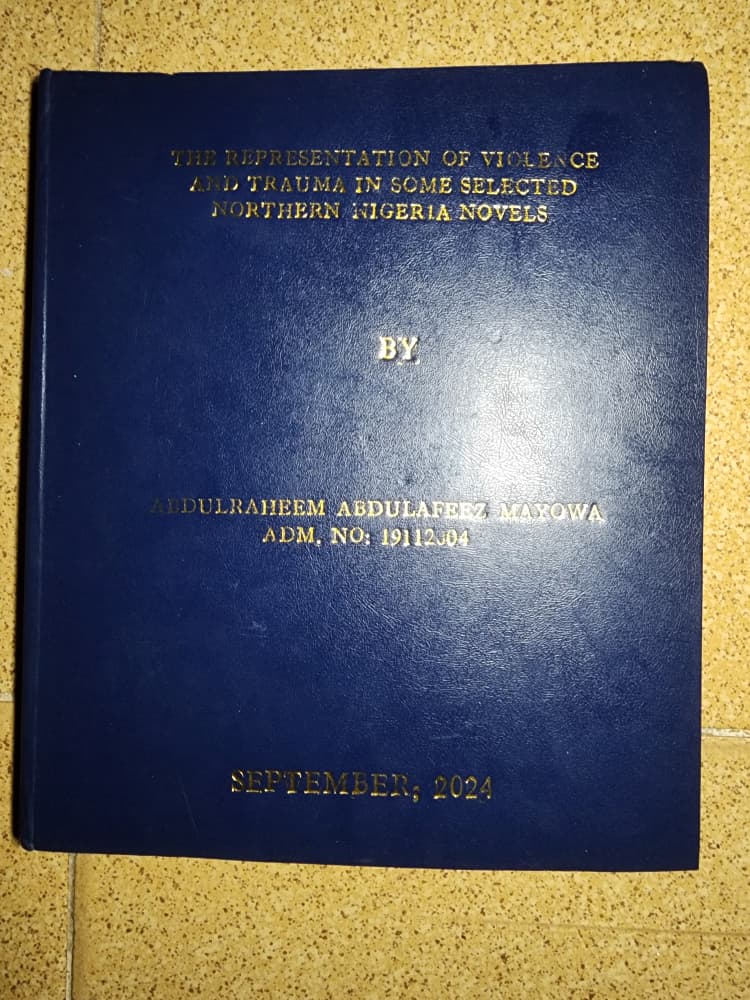 THE REPRESENTATION OF VIOLENCE
AND TRAUMA IN SOME SELECTED
NORTHERN NIGERIA NOVELS
BY
ABDULRAHEEM ABDULAFEEZ MAYOWA
ADM. NO:
SEPTEMBER; 2024